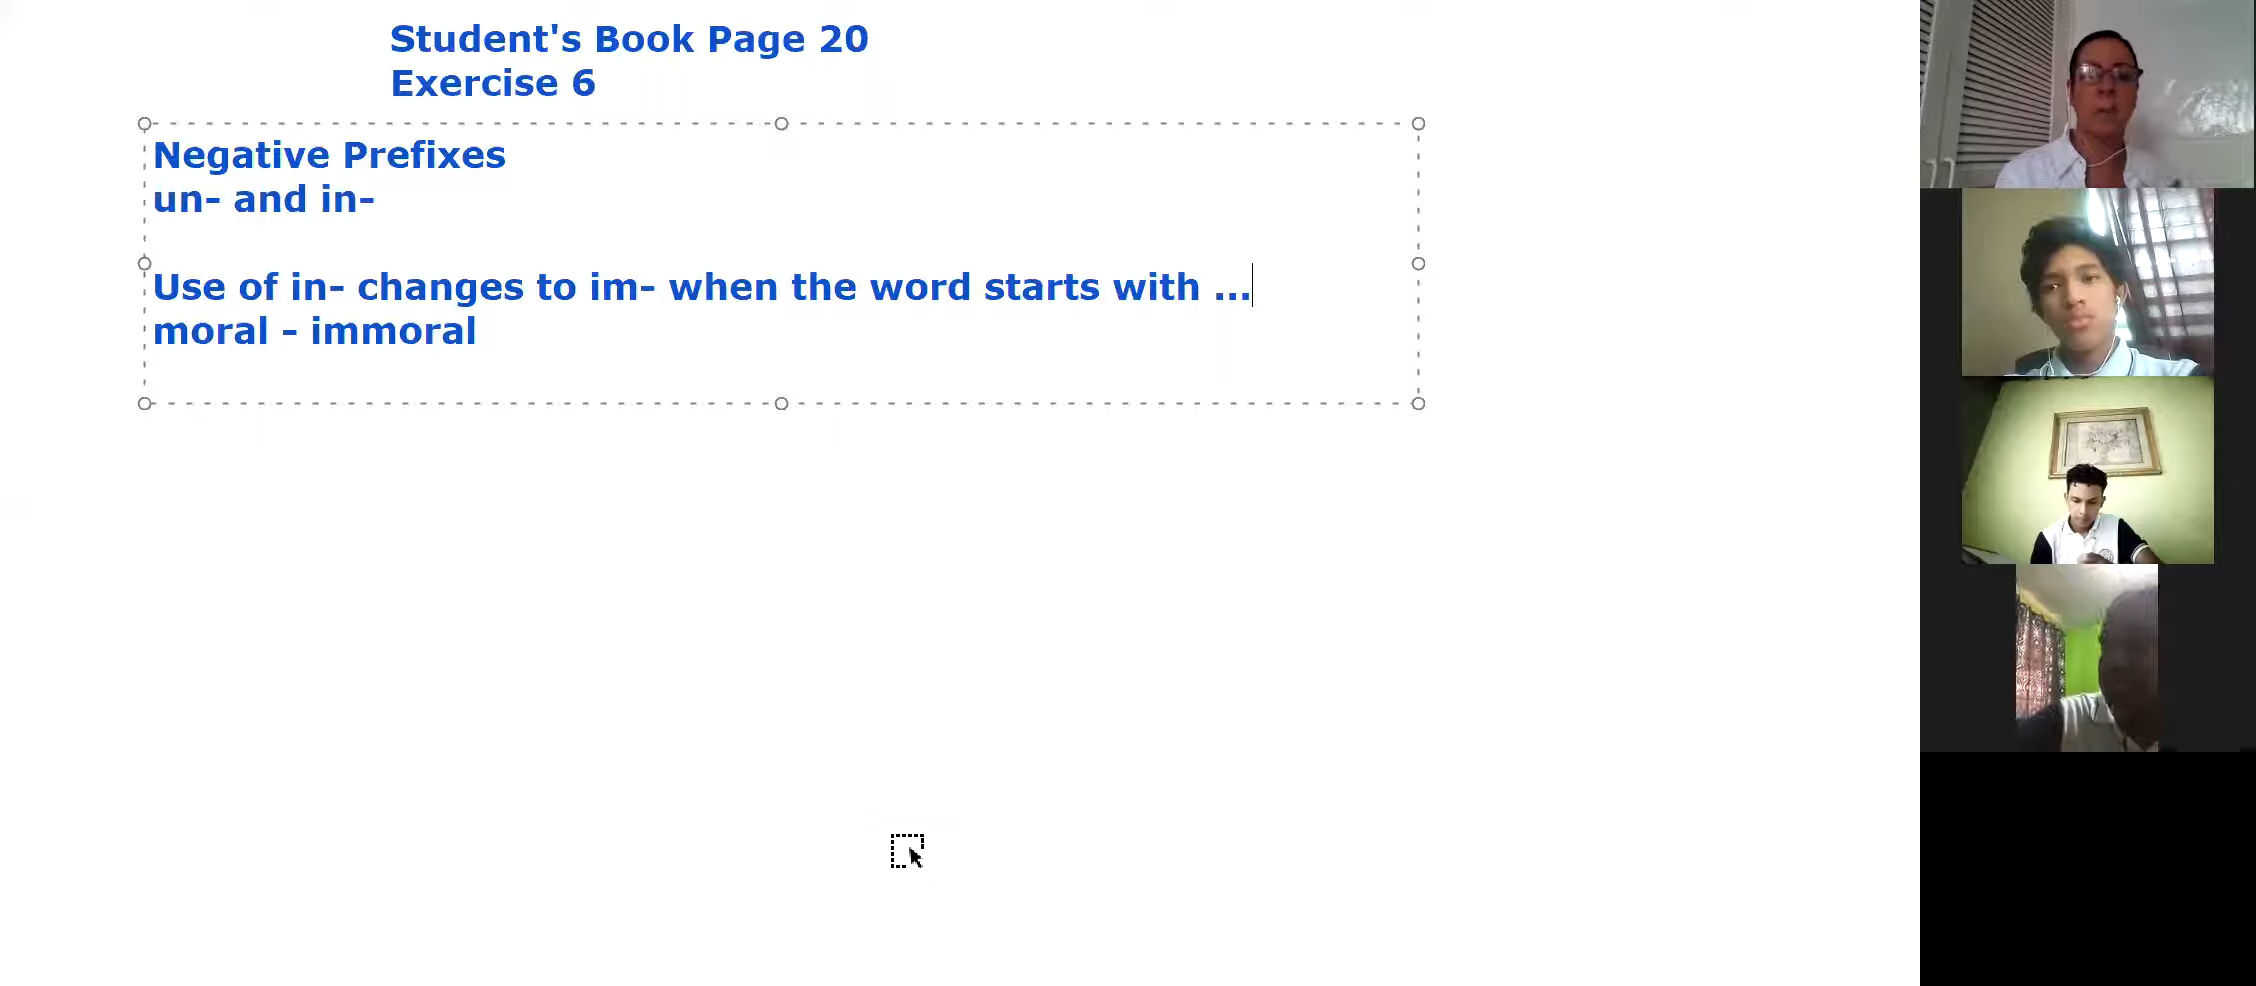 Student's Book Page 20
Exercise 6
Negative Prefixes
un- and in-
Use of in- changes to im- when the word starts with ...
moral - immoral